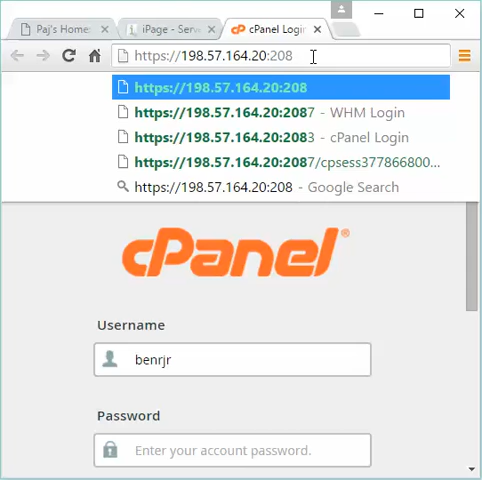 Paj's Home:
iPage - Serv
cPanel Login
https://198.57.164.20:208
https://198.57.164.20:208
https://198.57.164.20:2087 - WHM Login
https://198.57.164.20:2083 - cPanel Login
https://198.57.164.20:2087/cpsess377866800...
https://198.57.164.20:208 - Google Search
cPanel®
Username
benrjr
Password
Enter your account password.